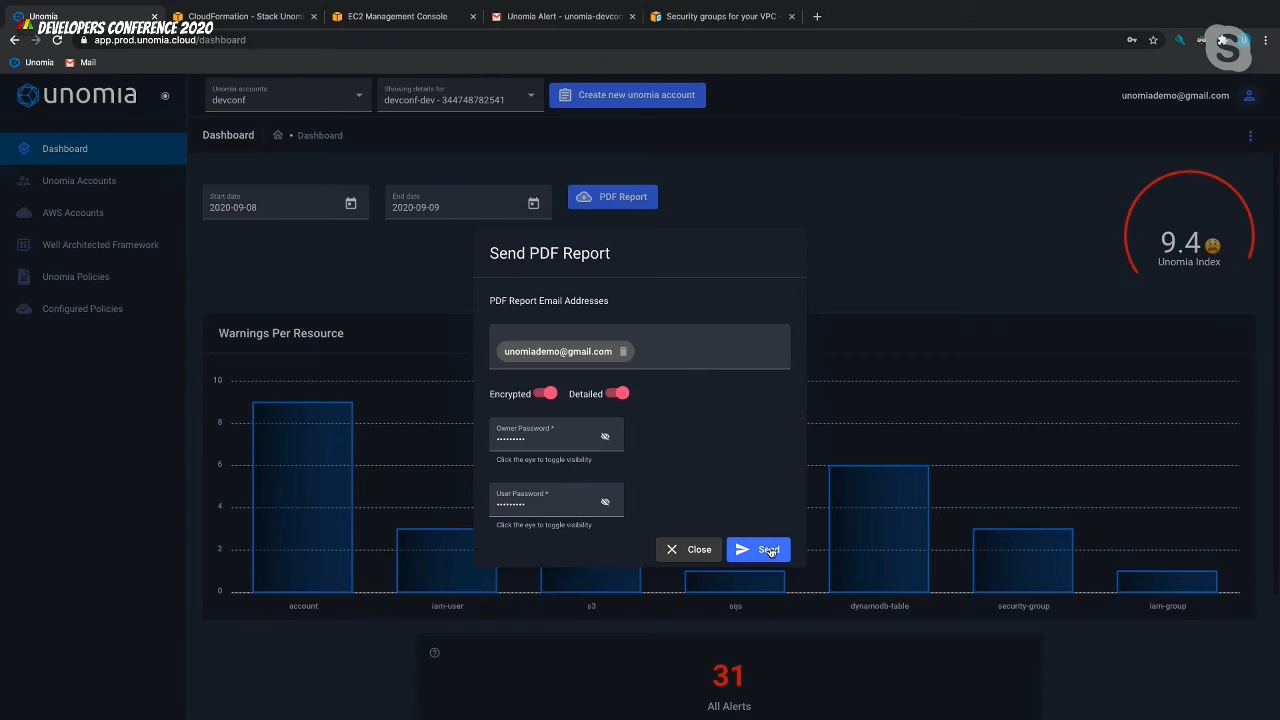 Unomia
CloudFormation - Stack Unomi
EC2 Management Console
Unomia Alert - unomia-devcon
Security groups for your VPC -
DEVELOPERS CONFERENCE 2020
app.prod.unomia.cloud/dashboard
Unomia
Mail
unomia
Unomia accounts
devconf
Showing details for
devconf-dev - 344748782541
Create new unomia account
unomiademo@gmail.com
Dashboard
Dashboard
Dashboard
Unomia Accounts
AWS Accounts
Well Architected Framework
Unomia Policies
Configured Policies
Start date
2020-09-08
End date
2020-09-09
PDF Report
9.4
Unomia Index
Send PDF Report
PDF Report Email Addresses
unomiademo@gmail.com
Encrypted
Detailed
Owner Password *
Click the eye to toggle visibility
User Password *
Click the eye to toggle visibility
Close
Send
Warnings Per Resource
10
8
6
4
2
0
account
iam-user
s3
sqs
dynamodb-table
security-group
iam-group
31
All Alerts